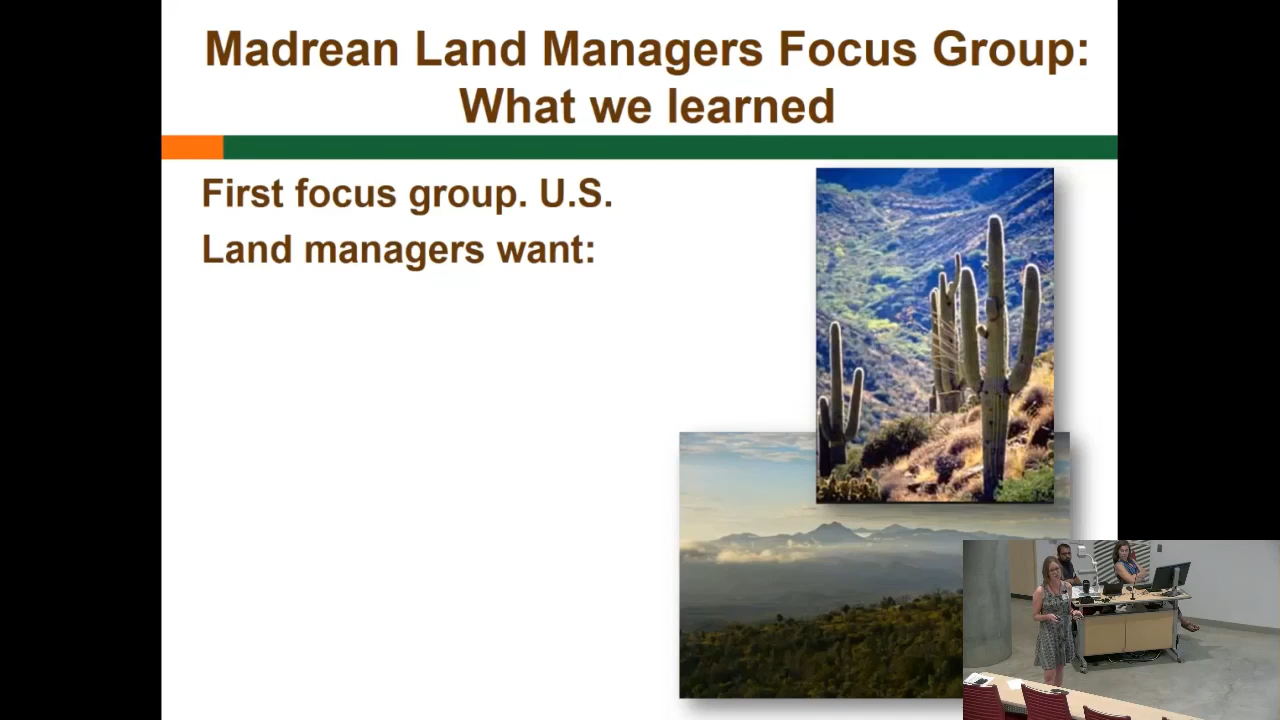 Madrean Land Managers Focus Group:
What we learned
First focus group. U.S.
Land managers want: